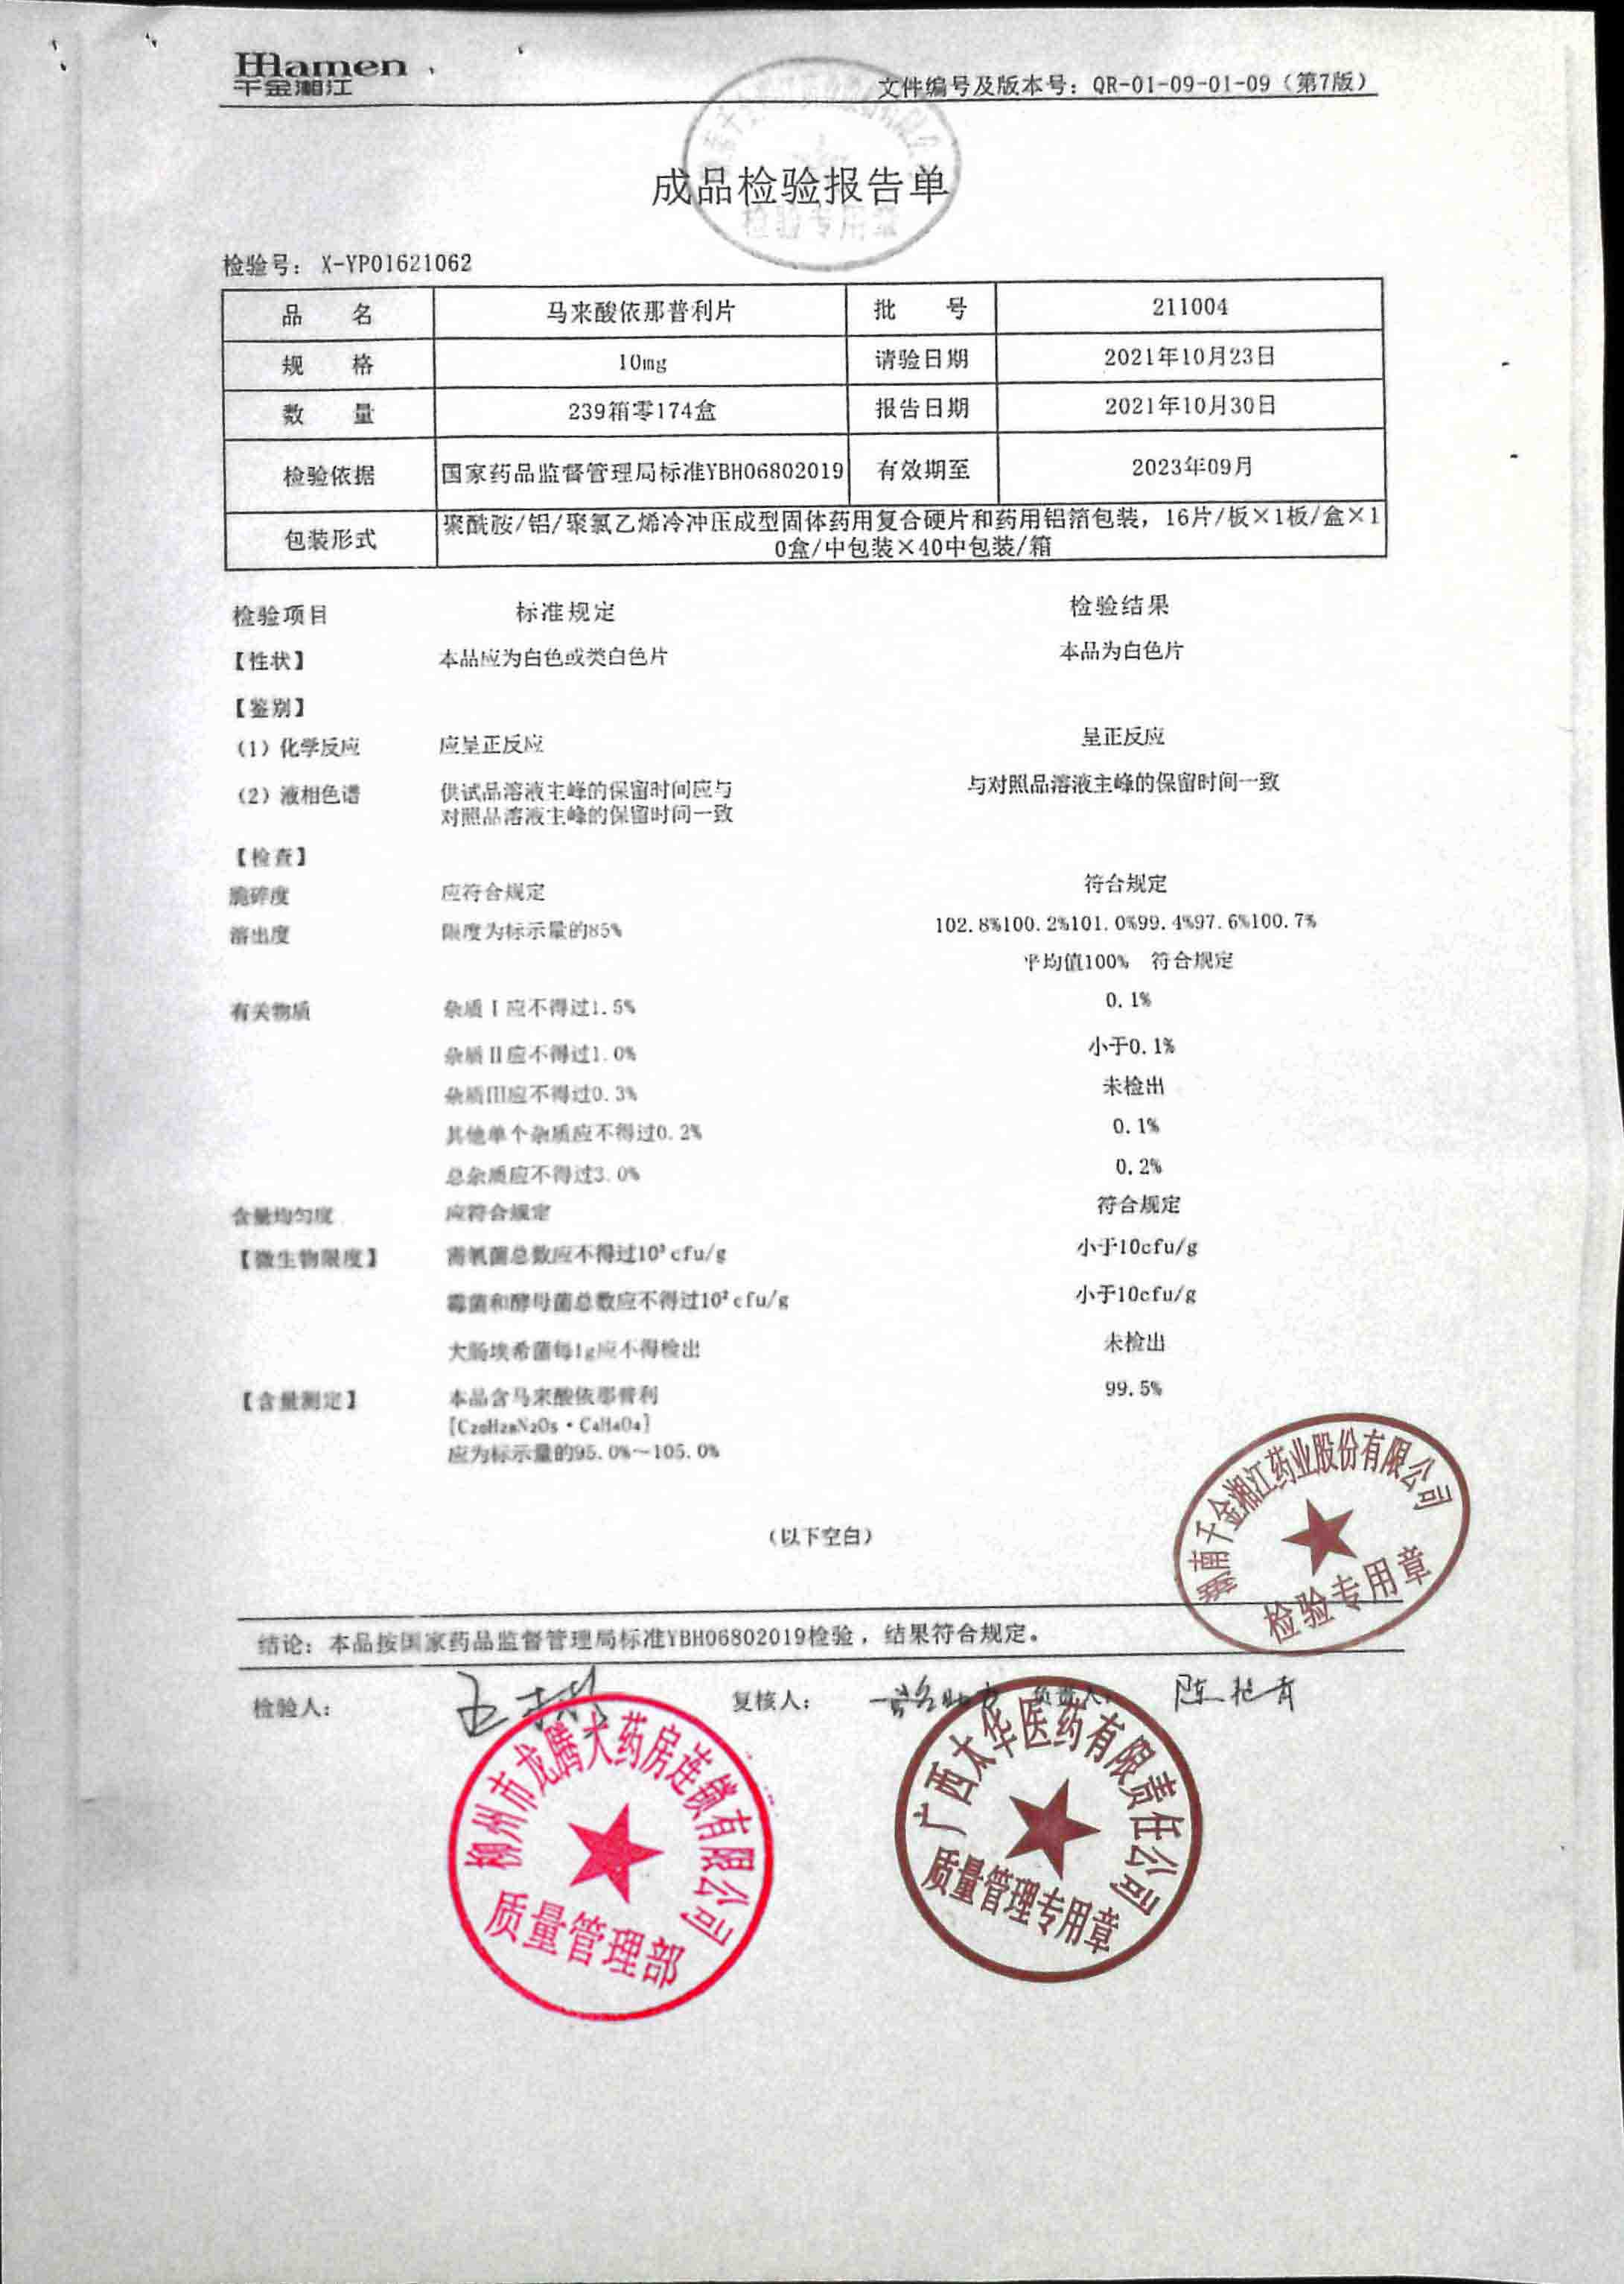 Hamen
千金湘江
文件编号及版本号：QR-01-09-01-09（第7版）
成品检验报告单
检验专用章
检验号： X-YP01621062
品 名 马来酸依那普利片 批 号 211004
规 格 10mg 请验日期 2021年10月23日
数 量 239箱零174盒 报告日期 2021年10月30日
检验依据 国家药品监督管理局标准YBH06802019 有效期至 2023年09月
包装形式 聚酰胺/铝/聚氯乙烯冷冲压成型固体药用复合硬片和药用铝箔包装，16片/板×1板/盒×1
0盒/中包装×40中包装/箱
检验项目 标准规定 检验结果
【性状】 本品应为白色或类白色片 本品为白色片
【鉴别】
（1）化学反应 应呈正反应 呈正反应
（2）液相色谱 供试品溶液主峰的保留时间应与 与对照品溶液主峰的保留时间一致
对照品溶液主峰的保留时间一致
【检查】
脆碎度 应符合规定 符合规定
溶出度 限度为标示量的85% 102.8%100.2%101.0%99.4%97.6%100.7%
平均值100% 符合规定
有关物质 杂质Ⅰ应不得过1.5% 0.1%
杂质Ⅱ应不得过1.0% 小于0.1%
杂质Ⅲ应不得过0.3% 未检出
其他单个杂质应不得过0.2% 0.1%
总杂质应不得过3.0% 0.2%
含量均匀度 应符合规定 符合规定
【微生物限度】 需氧菌总数应不得过10³cfu/g 小于10cfu/g
霉菌和酵母菌总数应不得过10²cfu/g 小于10cfu/g
大肠埃希菌每1g应不得检出 未检出
【含量测定】 本品含马来酸依那普利 99.5%
[C₂₀H₂₈N₂O₅·C₄H₄O₄]
应为标示量的95.0%～105.0%
（以下空白）
湖南千金湘江药业股份有限公司
检验专用章
结论：本品按国家药品监督管理局标准YBH06802019检验，结果符合规定。
检验人： 复核人： 负责人：
柳州市龙腾大药房连锁有限公司
质量管理部
广西太华医药有限责任公司
质量管理专用章